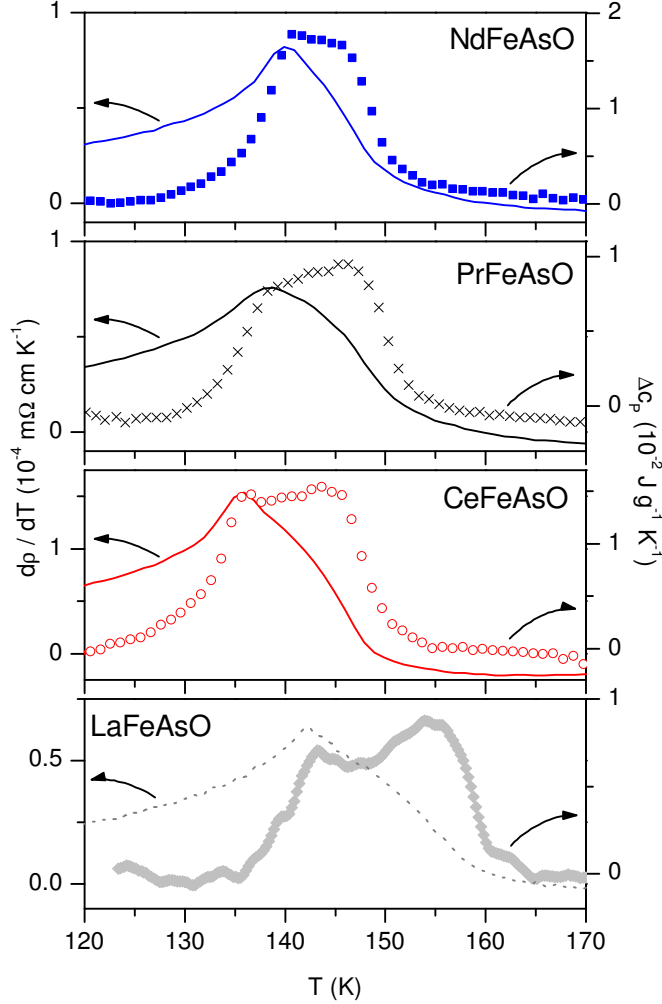 1
0
NdFeAsO
2
1
0
1
0
PrFeAsO
1
0
1
0
CeFeAsO
1
0
0.5
0.0
LaFeAsO
1
0
dρ / dT (10⁻⁴ mΩ cm K⁻¹)
Δcₚ (10⁻² J g⁻¹ K⁻¹)
120 130 140 150 160 170
T (K)